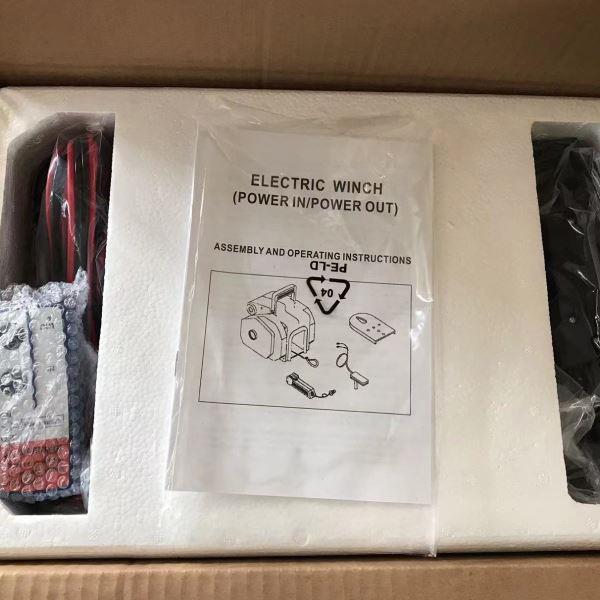 ELECTRIC WINCH
(POWER IN/POWER OUT)
ASSEMBLY AND OPERATING INSTRUCTIONS
PE-LD
04